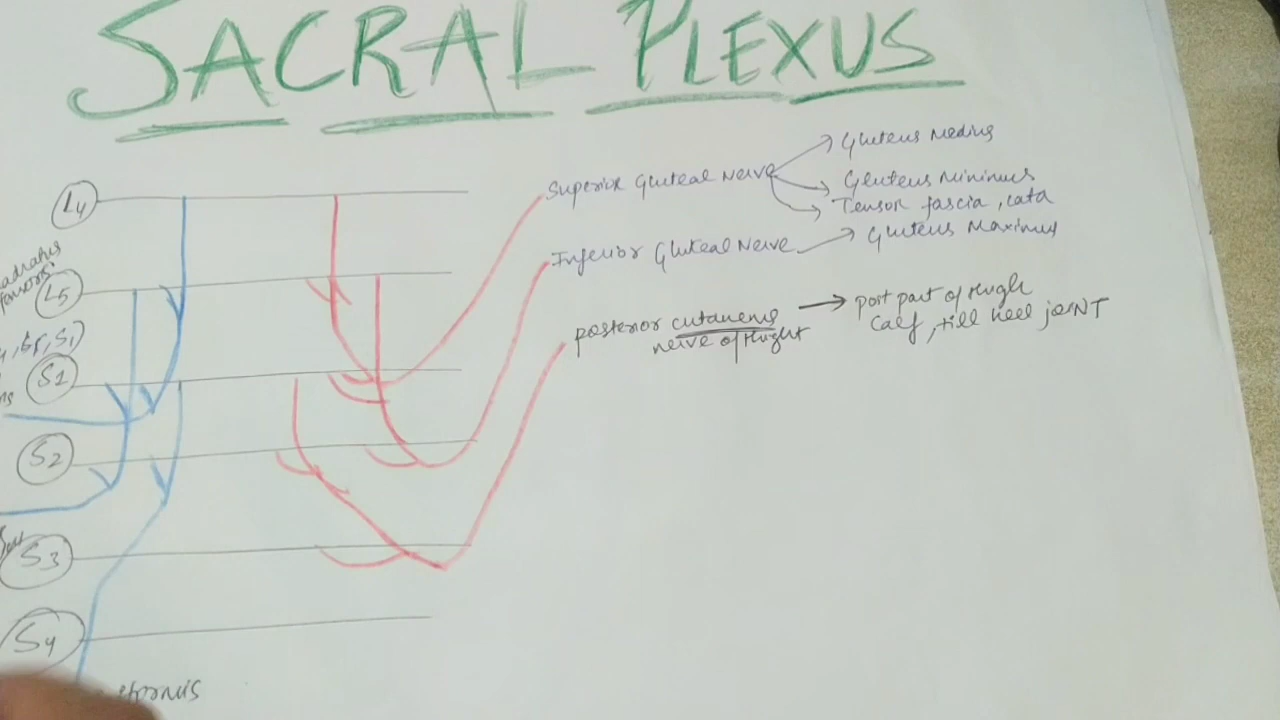 SACRAL PLEXUS
Superior Gluteal Nerve
Gluteus Medius
Gluteus Minimus
Tensor fascia, lata
Inferior Gluteal Nerve
Gluteus Maximus
posterior cutaneous
nerve of thight
post part of thigh
Calf, till heel joiNT
L4
L5
S1
S2
S3
S4